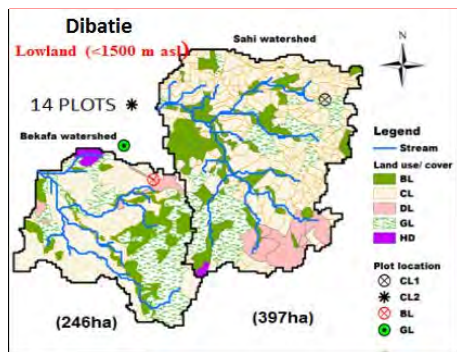 Dibatie
Lowland (<1500 m asl)
Sahi watershed
N
14 PLOTS
Bekafa watershed
Legend
Stream
Land use/ cover
BL
CL
DL
GL
HD
Plot location
CL1
CL2
BL
GL
(246ha)
(397ha)